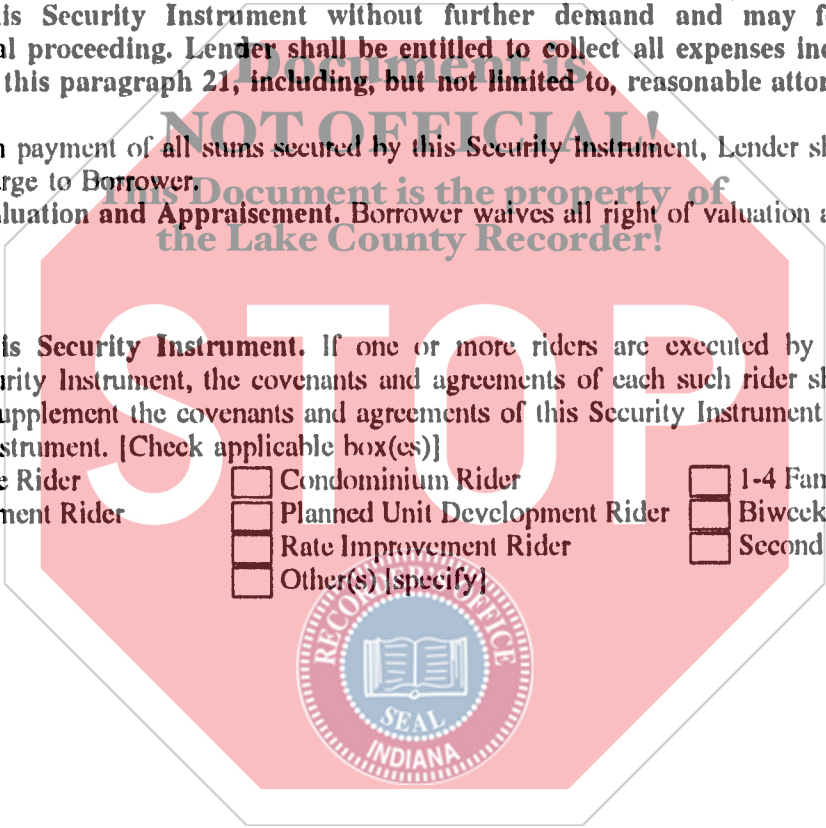 is Security Instrument without further demand and may f
al proceeding. Lender shall be entitled to collect all expenses in
this paragraph 21, including, but not limited to, reasonable attor
Document is
NOT OFFICIAL!
payment of all sums secured by this Security Instrument, Lender sh
rge to Borrower.
This Document is the property of
luation and Appraisement. Borrower waives all right of valuation a
the Lake County Recorder!
STOP
is Security Instrument. If one or more riders are executed by
urity Instrument, the covenants and agreements of each such rider sh
upplement the covenants and agreements of this Security Instrument
strument. [Check applicable box(es)]
e Rider Condominium Rider 1-4 Fam
ment Rider Planned Unit Development Rider Biweek
Rate Improvement Rider Second
Other(s) [specify]
RECORDER'S OFFICE
SEAL
INDIANA